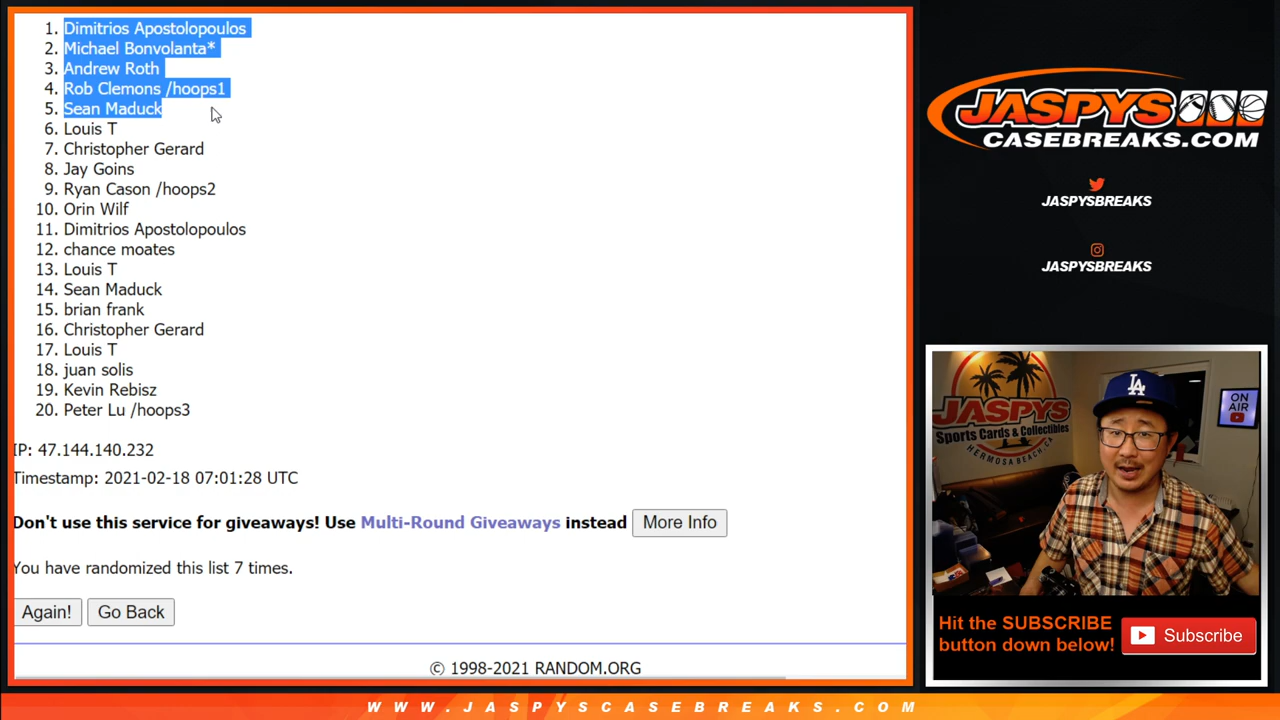 1. Dimitrios Apostolopoulos
2. Michael Bonvolanta*
3. Andrew Roth
4. Rob Clemons /hoops1
5. Sean Maduck
6. Louis T
7. Christopher Gerard
8. Jay Goins
9. Ryan Cason /hoops2
10. Orin Wilf
11. Dimitrios Apostolopoulos
12. chance moates
13. Louis T
14. Sean Maduck
15. brian frank
16. Christopher Gerard
17. Louis T
18. juan solis
19. Kevin Rebisz
20. Peter Lu /hoops3
IP: 47.144.140.232
Timestamp: 2021-02-18 07:01:28 UTC
Don't use this service for giveaways! Use Multi-Round Giveaways instead More Info
You have randomized this list 7 times.
Again! Go Back
© 1998-2021 RANDOM.ORG
JASPYS
CASEBREAKS.COM
JASPYSBREAKS
JASPYSBREAKS
JASPYS
Sports Cards & Collectibles
HERMOSA BEACH, CA
LA
ON
AIR
Hit the SUBSCRIBE
button down below!
Subscribe
WWW.JASPYSCASEBREAKS.COM